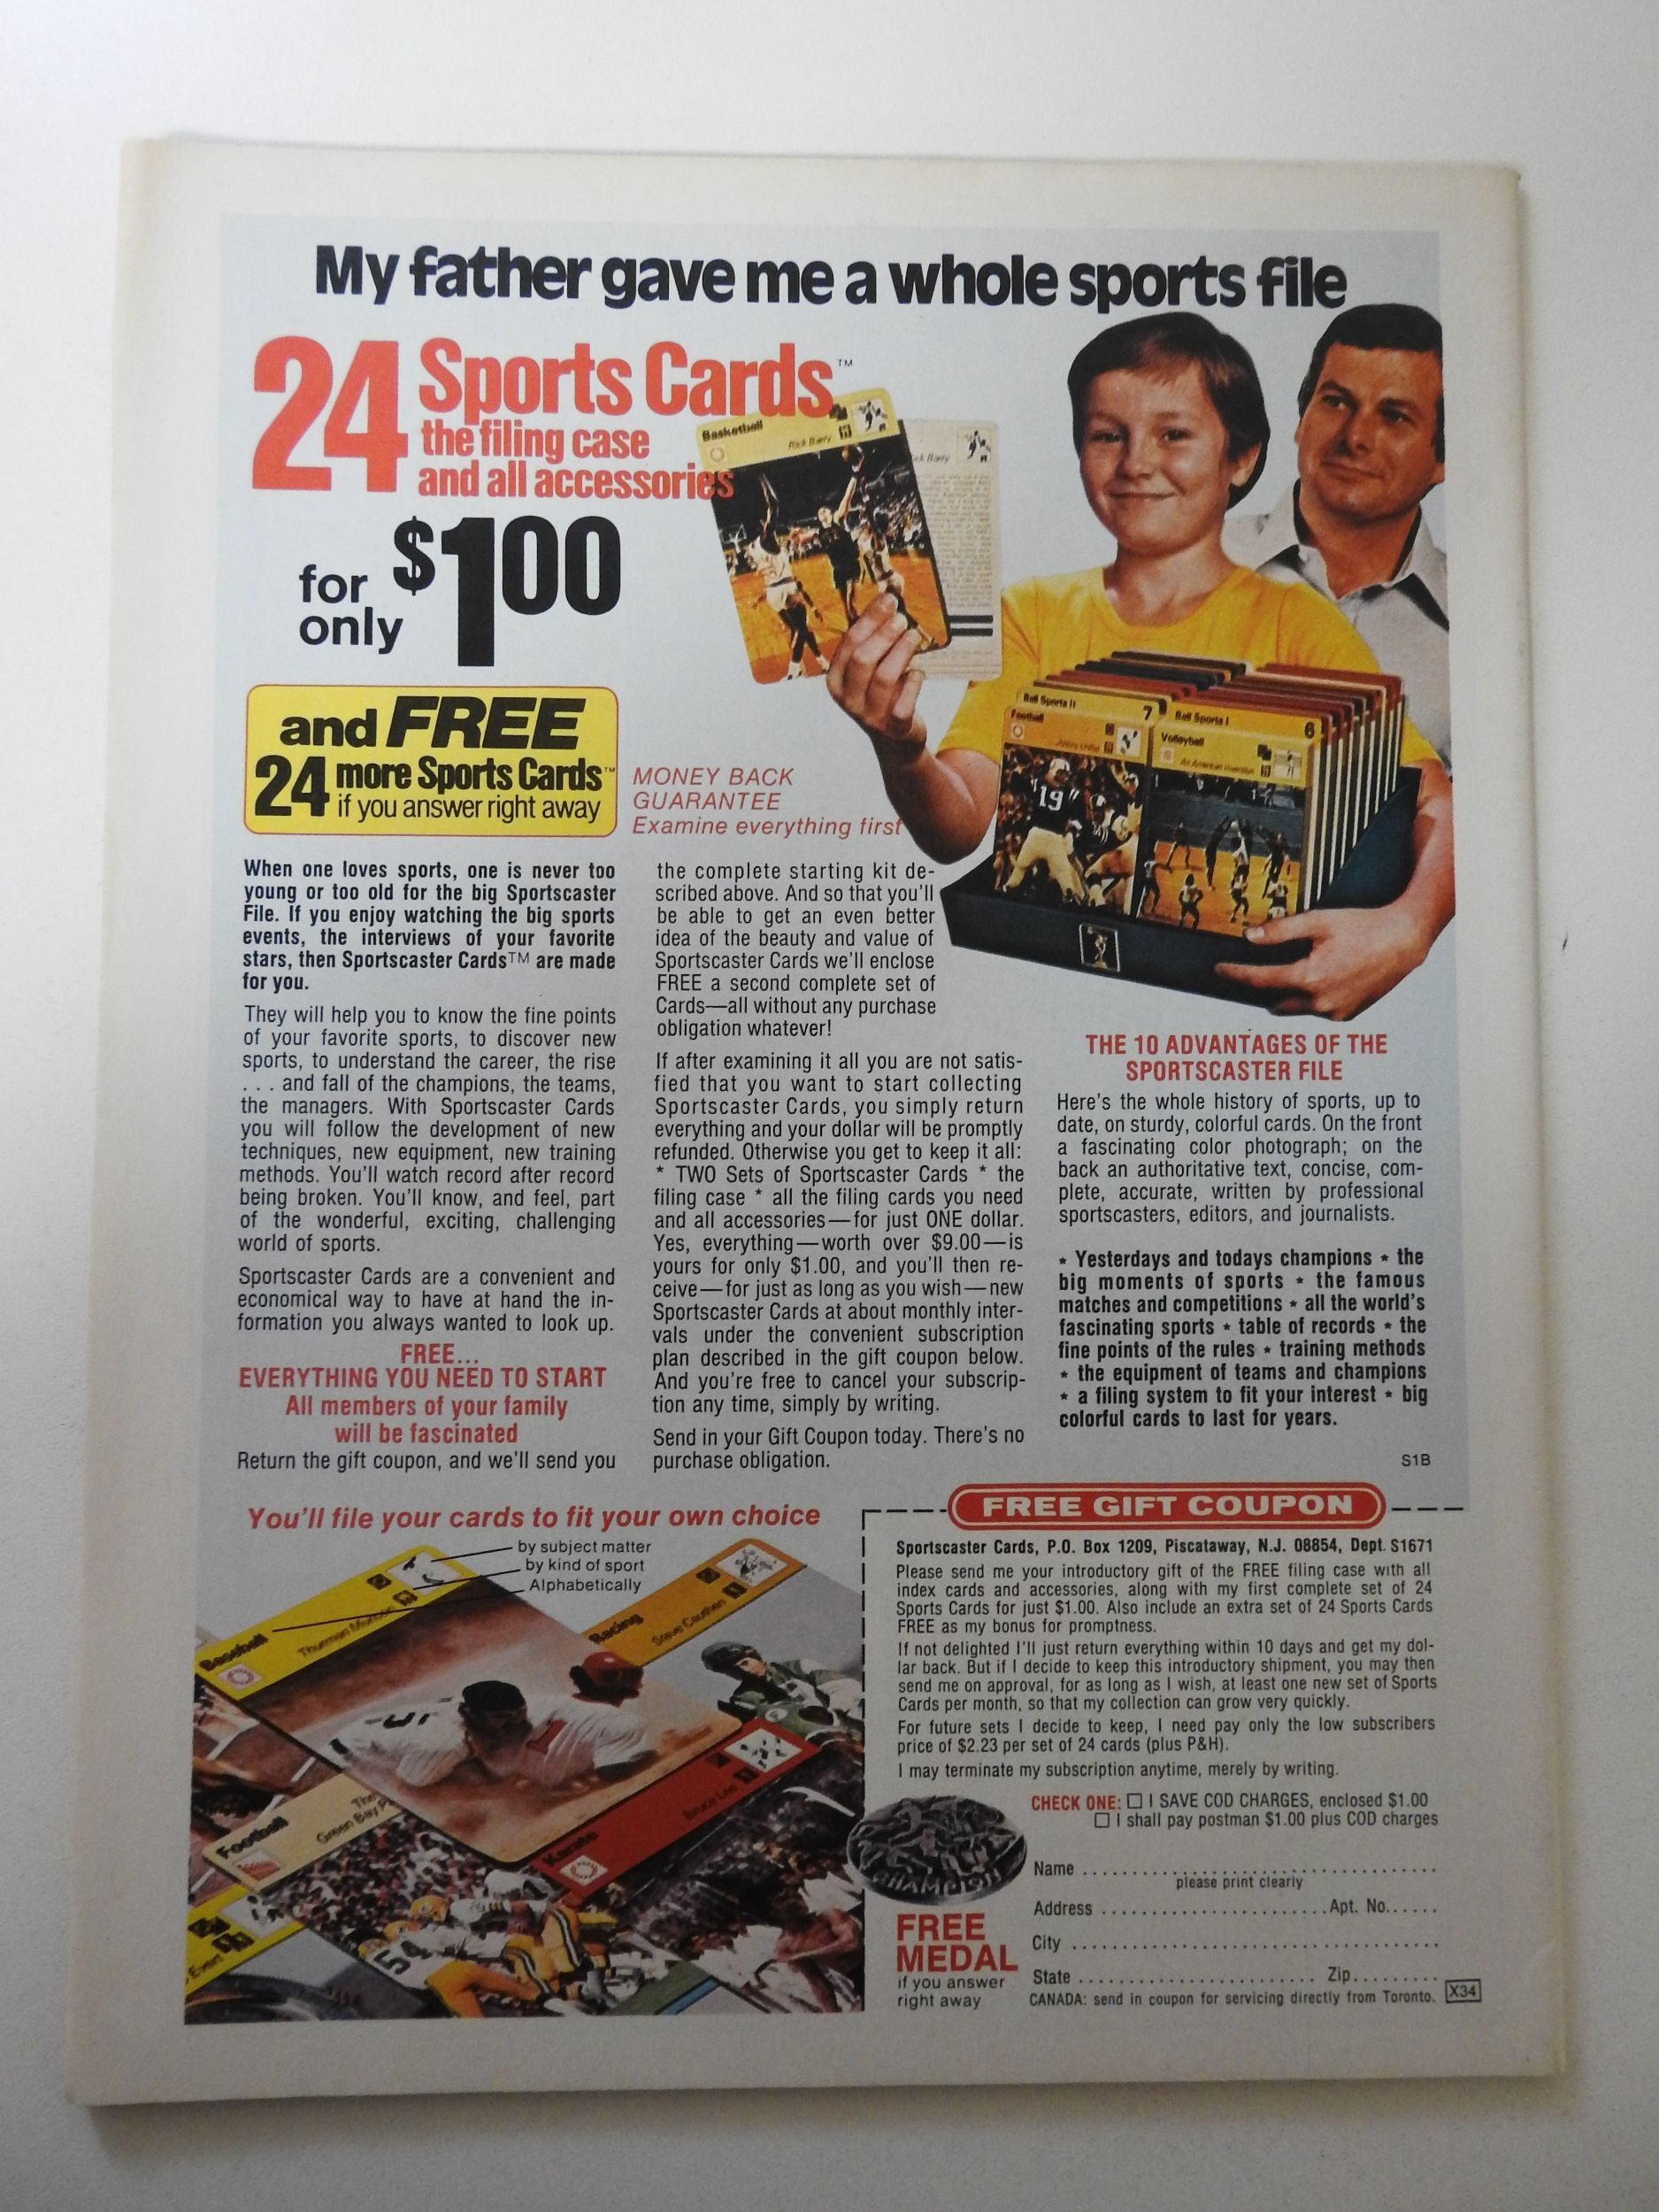 My father gave me a whole sports file
24 Sports Cards™
the filing case
and all accessories
for only $1.00
and FREE
24 more Sports Cards™
if you answer right away
MONEY BACK
GUARANTEE
Examine everything first
Basketball
Rick Barry
Ball Sports II 7
Football
Ball Sports I 6
Volleyball
An American Invention
19
When one loves sports, one is never too
young or too old for the big Sportscaster
File. If you enjoy watching the big sports
events, the interviews of your favorite
stars, then Sportscaster Cards™ are made
for you.
They will help you to know the fine points
of your favorite sports, to discover new
sports, to understand the career, the rise
. . . and fall of the champions, the teams,
the managers. With Sportscaster Cards
you will follow the development of new
techniques, new equipment, new training
methods. You'll watch record after record
being broken. You'll know, and feel, part
of the wonderful, exciting, challenging
world of sports.
Sportscaster Cards are a convenient and
economical way to have at hand the in-
formation you always wanted to look up.
FREE...
EVERYTHING YOU NEED TO START
All members of your family
will be fascinated
Return the gift coupon, and we'll send you
the complete starting kit de-
scribed above. And so that you'll
be able to get an even better
idea of the beauty and value of
Sportscaster Cards we'll enclose
FREE a second complete set of
Cards—all without any purchase
obligation whatever!
If after examining it all you are not satis-
fied that you want to start collecting
Sportscaster Cards, you simply return
everything and your dollar will be promptly
refunded. Otherwise you get to keep it all:
* TWO Sets of Sportscaster Cards * the
filing case * all the filing cards you need
and all accessories—for just ONE dollar.
Yes, everything—worth over $9.00—is
yours for only $1.00, and you'll then re-
ceive—for just as long as you wish—new
Sportscaster Cards at about monthly inter-
vals under the convenient subscription
plan described in the gift coupon below.
And you're free to cancel your subscrip-
tion any time, simply by writing.
Send in your Gift Coupon today. There's no
purchase obligation.
THE 10 ADVANTAGES OF THE
SPORTSCASTER FILE
Here's the whole history of sports, up to
date, on sturdy, colorful cards. On the front
a fascinating color photograph; on the
back an authoritative text, concise, com-
plete, accurate, written by professional
sportscasters, editors, and journalists.
* Yesterdays and todays champions * the
big moments of sports * the famous
matches and competitions * all the world's
fascinating sports * table of records * the
fine points of the rules * training methods
* the equipment of teams and champions
* a filing system to fit your interest * big
colorful cards to last for years.
S1B
You'll file your cards to fit your own choice
by subject matter
by kind of sport
Alphabetically
Baseball
Thurman Munson
Racing
Steve Cauthen
Football
The
Green Bay P
Karate
Bruce Lee
54
FREE GIFT COUPON
Sportscaster Cards, P.O. Box 1209, Piscataway, N.J. 08854, Dept. S1671
Please send me your introductory gift of the FREE filing case with all
index cards and accessories, along with my first complete set of 24
Sports Cards for just $1.00. Also include an extra set of 24 Sports Cards
FREE as my bonus for promptness.
If not delighted I'll just return everything within 10 days and get my dol-
lar back. But if I decide to keep this introductory shipment, you may then
send me on approval, for as long as I wish, at least one new set of Sports
Cards per month, so that my collection can grow very quickly.
For future sets I decide to keep, I need pay only the low subscribers
price of $2.23 per set of 24 cards (plus P&H).
I may terminate my subscription anytime, merely by writing.
CHECK ONE: ☐ I SAVE COD CHARGES, enclosed $1.00
☐ I shall pay postman $1.00 plus COD charges
Name
please print clearly
Address Apt. No.
City
State Zip
CANADA: send in coupon for servicing directly from Toronto. X34
FREE
MEDAL
if you answer
right away